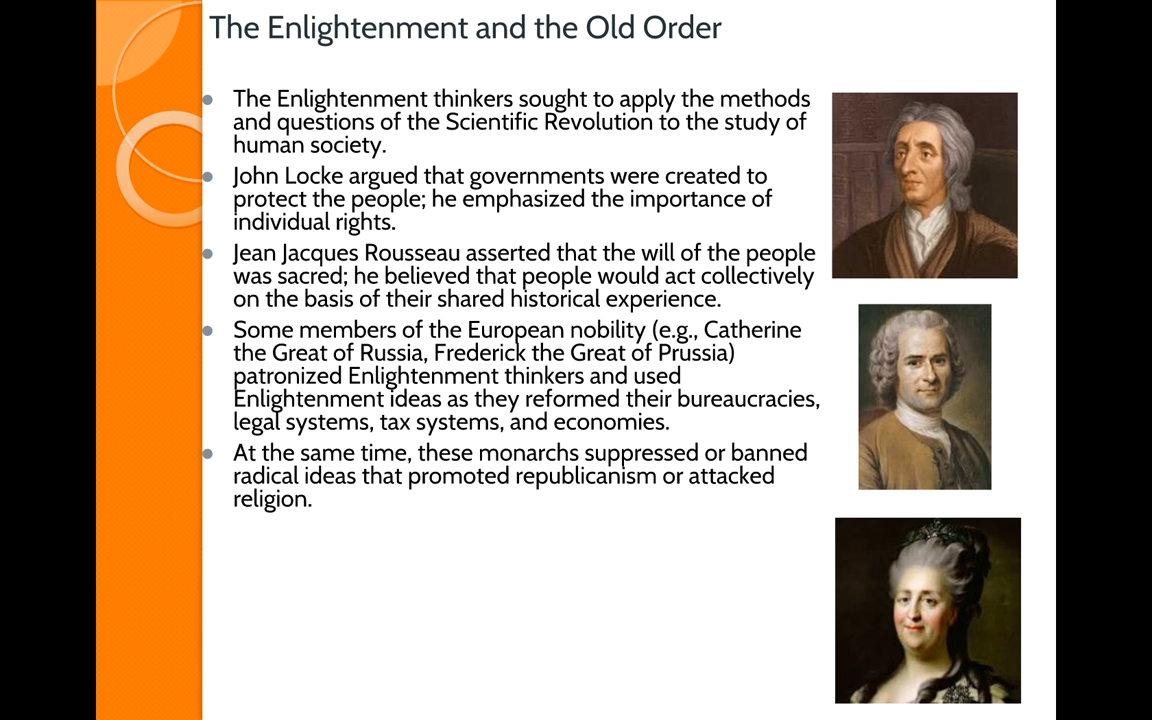 The Enlightenment and the Old Order
The Enlightenment thinkers sought to apply the methods
and questions of the Scientific Revolution to the study of
human society.
John Locke argued that governments were created to
protect the people; he emphasized the importance of
individual rights.
Jean Jacques Rousseau asserted that the will of the people
was sacred; he believed that people would act collectively
on the basis of their shared historical experience.
Some members of the European nobility (e.g., Catherine
the Great of Russia, Frederick the Great of Prussia)
patronized Enlightenment thinkers and used
Enlightenment ideas as they reformed their bureaucracies,
legal systems, tax systems, and economies.
At the same time, these monarchs suppressed or banned
radical ideas that promoted republicanism or attacked
religion.